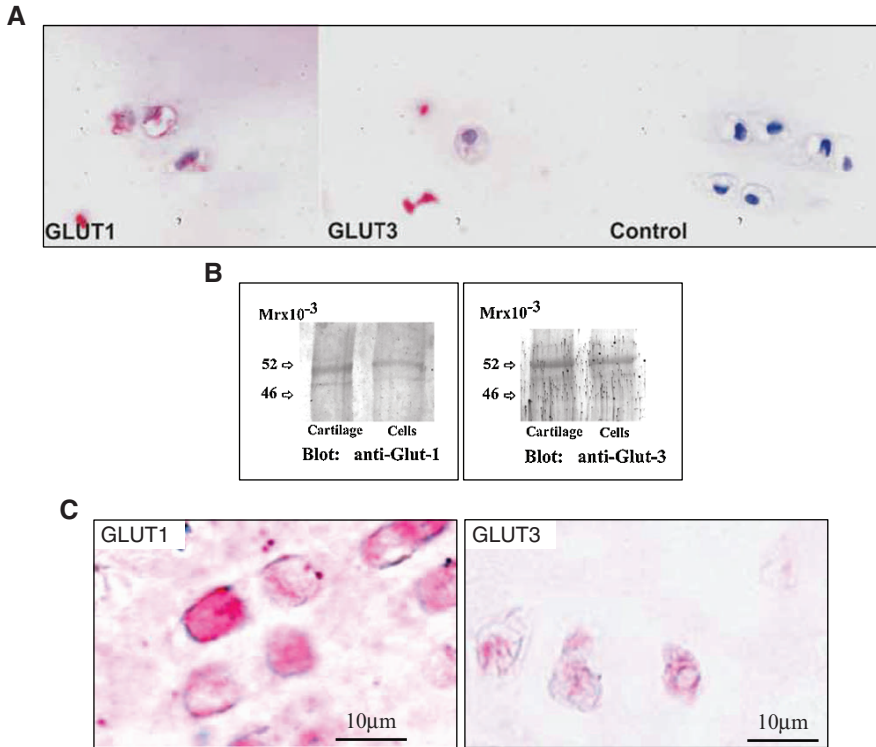 A
GLUT1 GLUT3 Control
B
Mrx10-3 Mrx10-3
52⇨ 52⇨
46⇨ 46⇨
Cartilage Cells Cartilage Cells
Blot: anti-Glut-1 Blot: anti-Glut-3
C
GLUT1 GLUT3
10µm 10µm